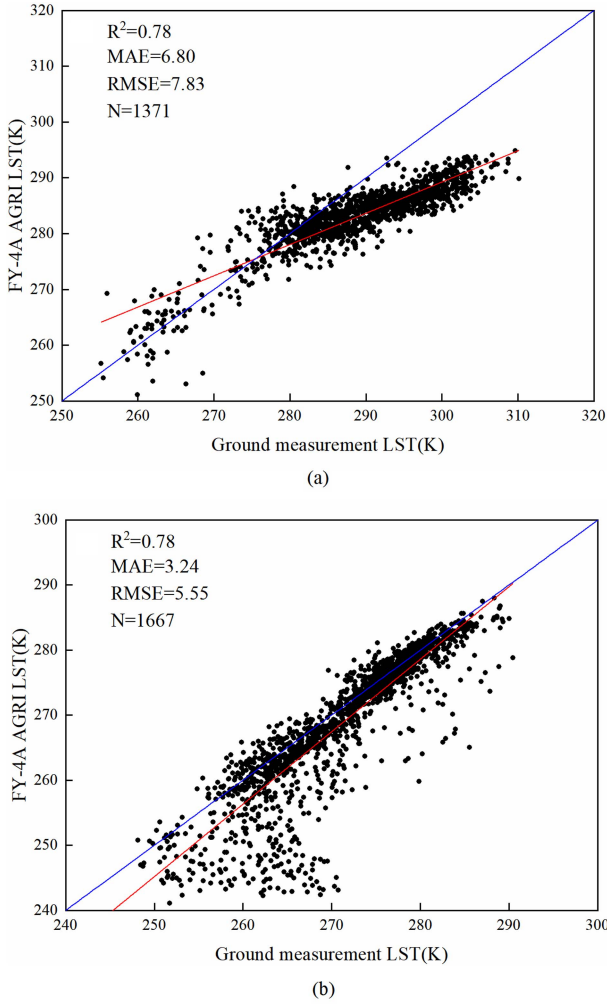 320
310
300
290
280
270
260
250
FY-4A AGRI LST(K)
R²=0.78
MAE=6.80
RMSE=7.83
N=1371
250 260 270 280 290 300 310 320
Ground measurement LST(K)
(a)
300
290
280
270
260
250
240
FY-4A AGRI LST(K)
R²=0.78
MAE=3.24
RMSE=5.55
N=1667
240 250 260 270 280 290 300
Ground measurement LST(K)
(b)